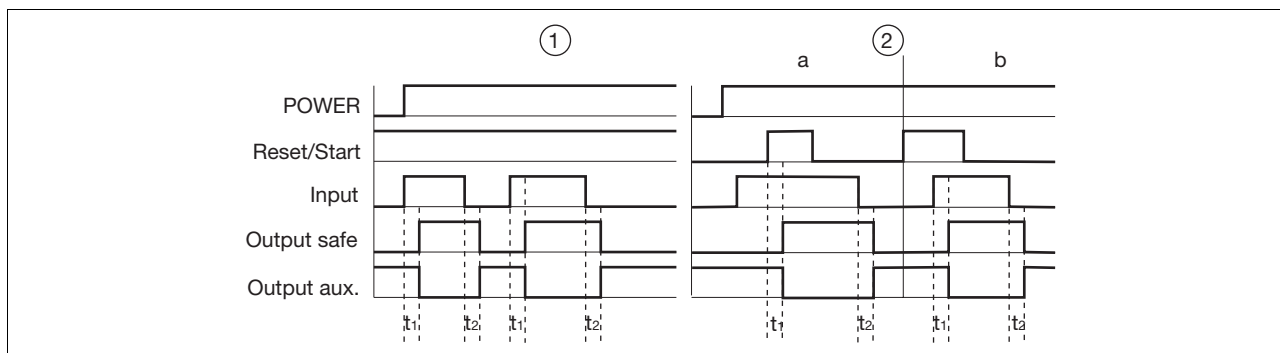 ① ②
a b
POWER
Reset/Start
Input
Output safe
Output aux.
t1 t2 t1 t2 t1 t2 t1 t2